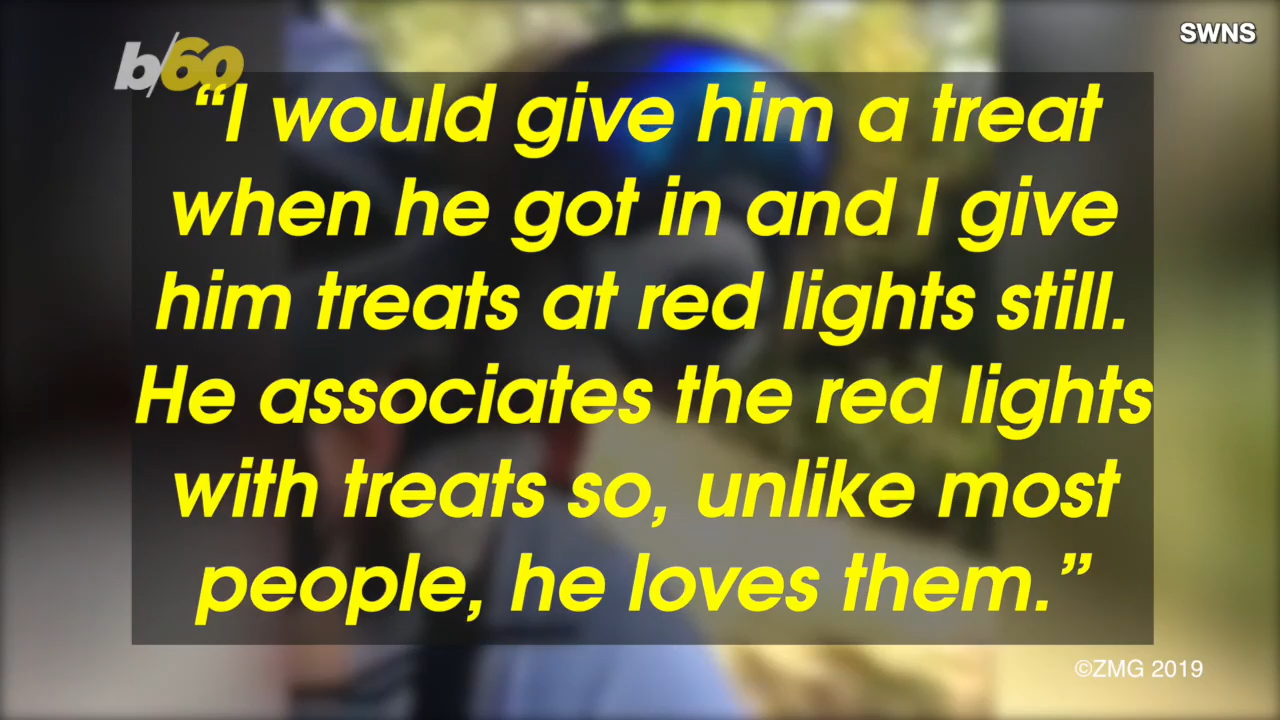 SWNS
b/60
“I would give him a treat
when he got in and I give
him treats at red lights still.
He associates the red lights
with treats so, unlike most
people, he loves them.”
©ZMG 2019